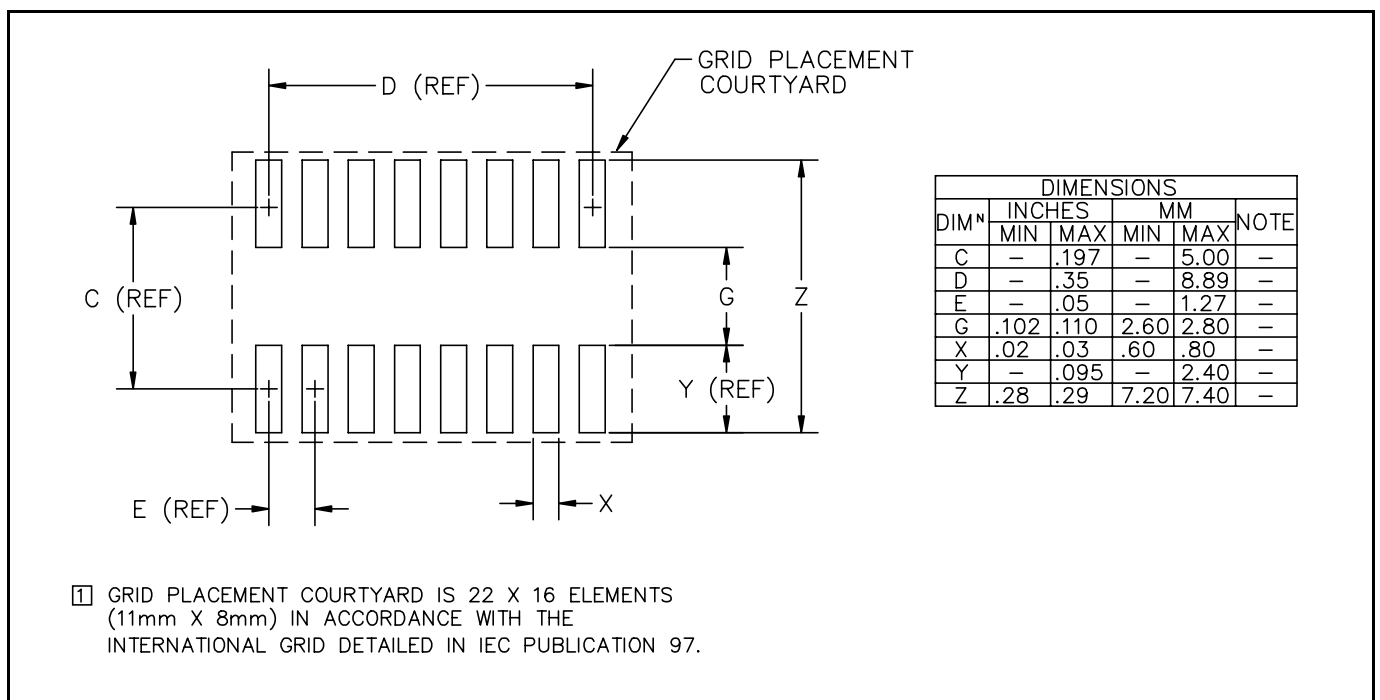 D (REF)
GRID PLACEMENT
COURTYARD
C (REF)
G
Z
Y (REF)
E (REF)
X
DIMENSIONS
DIMᴺ INCHES MM NOTE
MIN MAX MIN MAX
C – .197 – 5.00 –
D – .35 – 8.89 –
E – .05 – 1.27 –
G .102 .110 2.60 2.80 –
X .02 .03 .60 .80 –
Y – .095 – 2.40 –
Z .28 .29 7.20 7.40 –
1 GRID PLACEMENT COURTYARD IS 22 X 16 ELEMENTS
(11mm X 8mm) IN ACCORDANCE WITH THE
INTERNATIONAL GRID DETAILED IN IEC PUBLICATION 97.